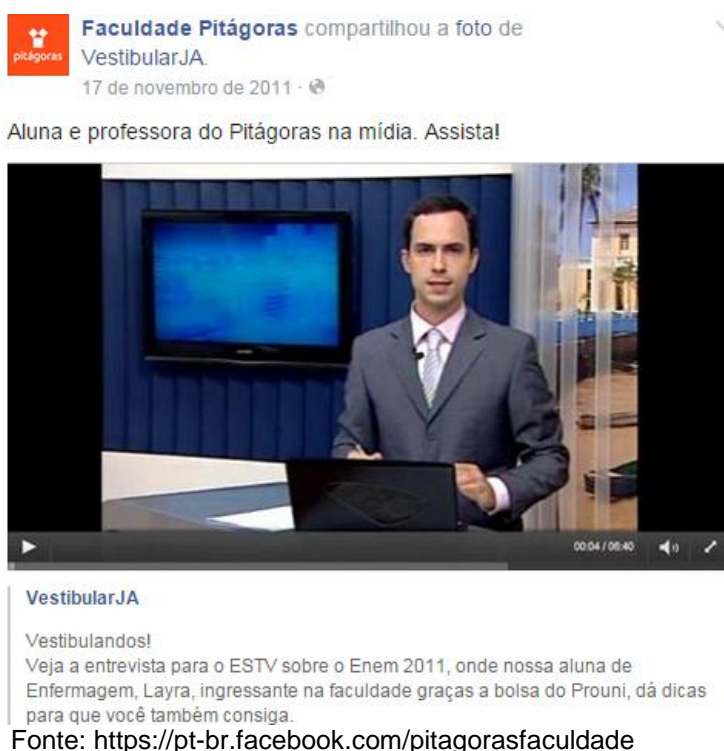 pitágoras
Faculdade Pitágoras compartilhou a foto de
VestibularJA.
17 de novembro de 2011 ·
Aluna e professora do Pitágoras na mídia. Assista!
00:04 / 06:40
VestibularJA
Vestibulandos!
Veja a entrevista para o ESTV sobre o Enem 2011, onde nossa aluna de
Enfermagem, Layra, ingressante na faculdade graças a bolsa do Prouni, dá dicas
para que você também consiga.
Fonte: https://pt-br.facebook.com/pitagorasfaculdade